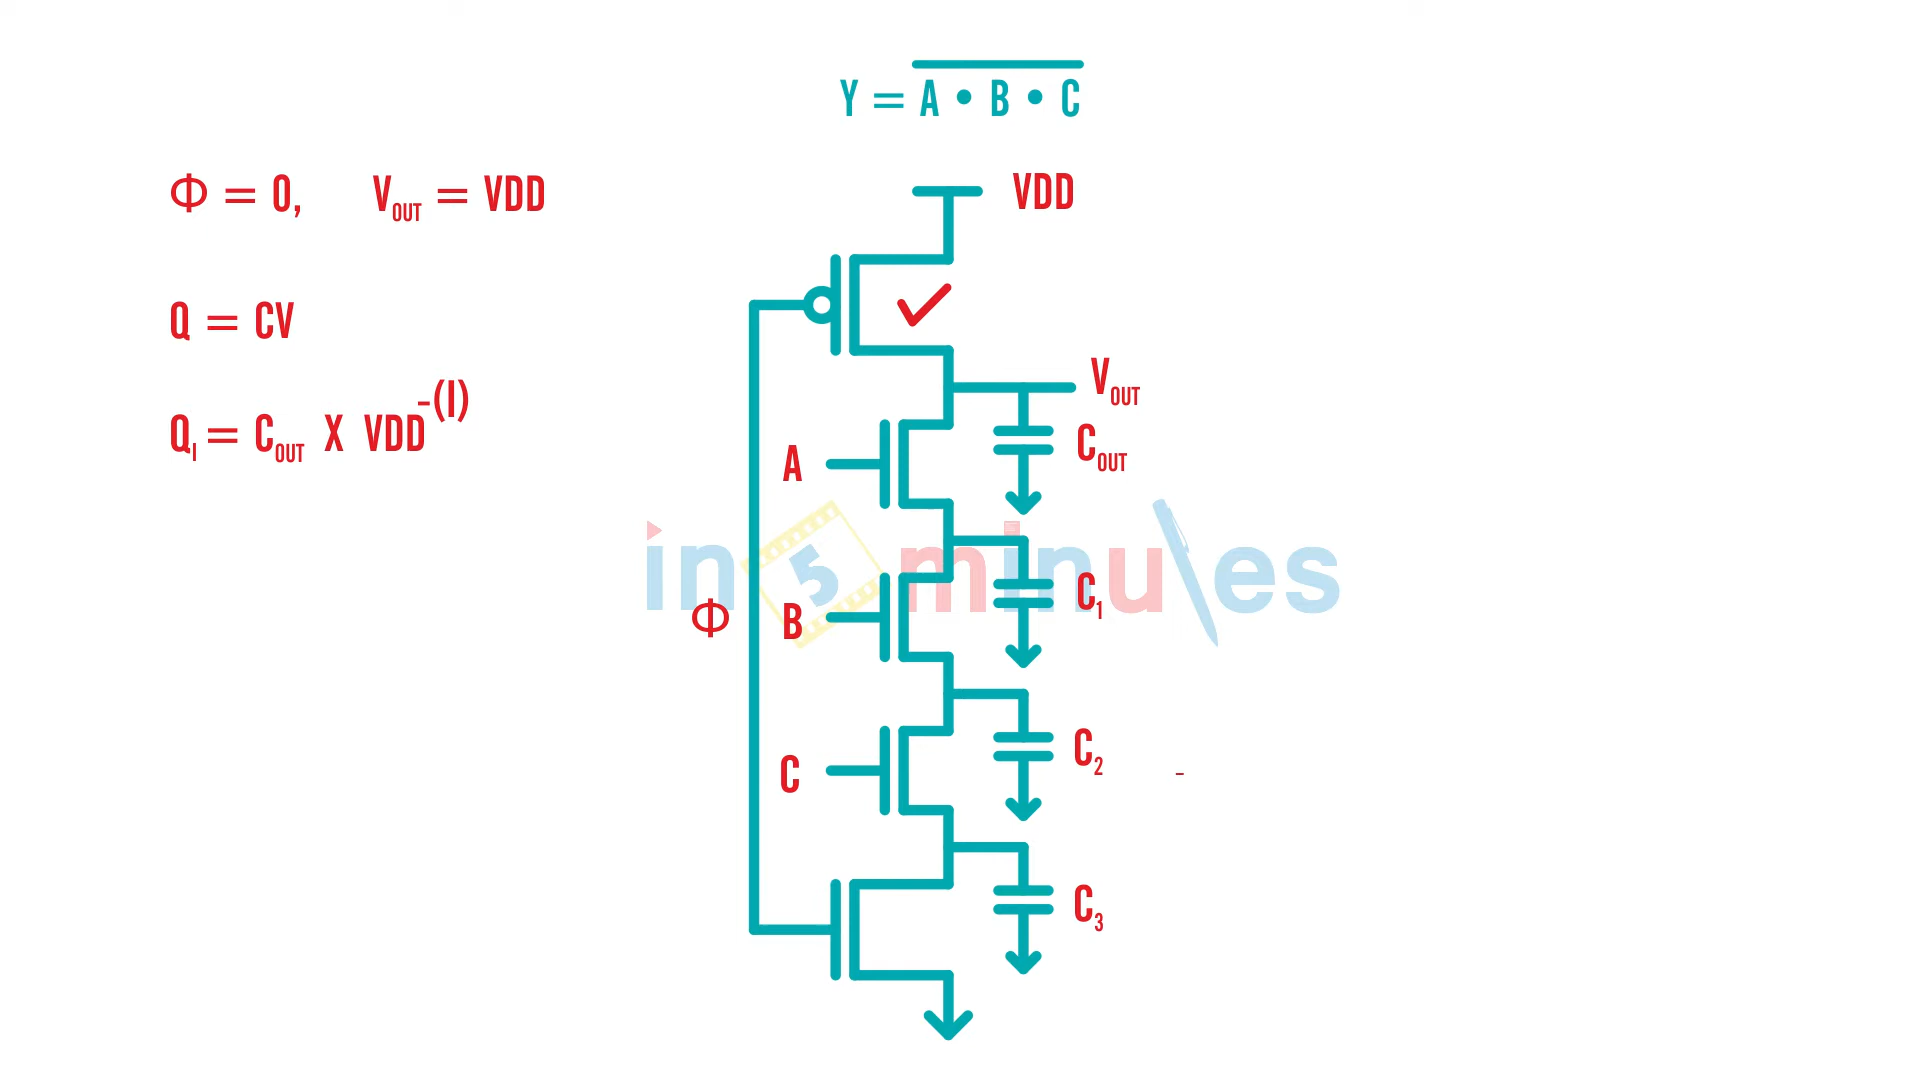 Y = A • B • C
Φ = 0, V_OUT = VDD
VDD
Q = CV
V_OUT
Q_I = C_OUT X VDD -(I)
C_OUT
A
in 5 minutes
C_1
Φ B
C_2
C
C_3